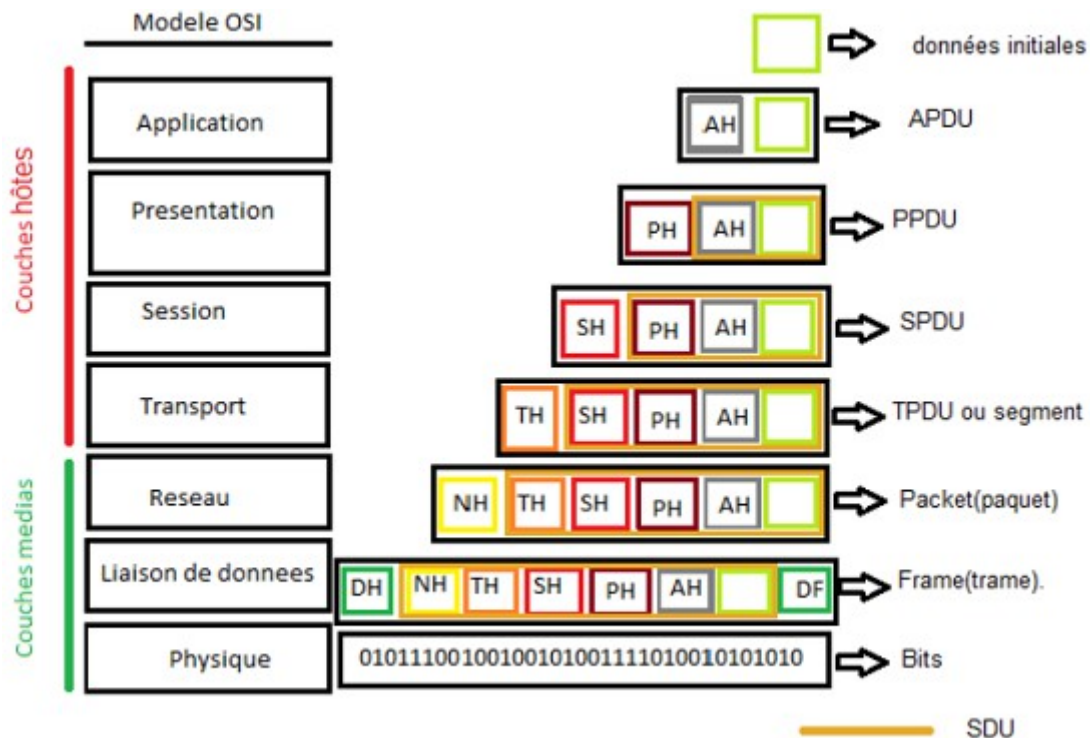 Modele OSI
données initiales
Couches hôtes
Application
AH
APDU
Presentation
PH AH
PPDU
Session
SH PH AH
SPDU
Transport
TH SH PH AH
TPDU ou segment
Couches medias
Reseau
NH TH SH PH AH
Packet(paquet)
Liaison de donnees
DH NH TH SH PH AH DF
Frame(trame).
Physique
0101110010010010100111101001010101010
Bits
SDU